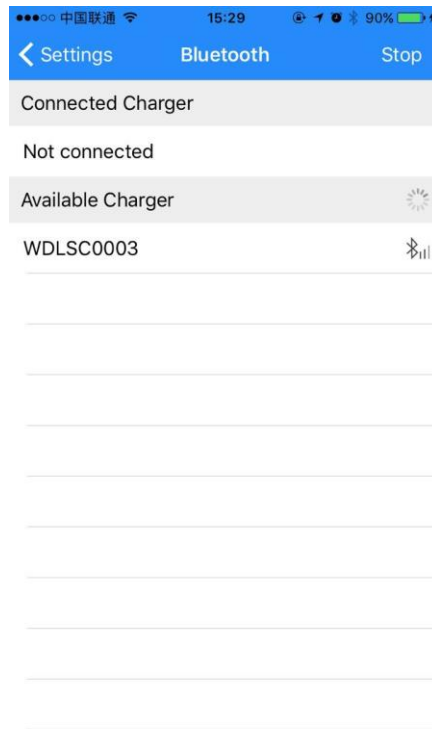 中国联通 15:29 90%
Settings Bluetooth Stop
Connected Charger
Not connected
Available Charger
WDLSC0003